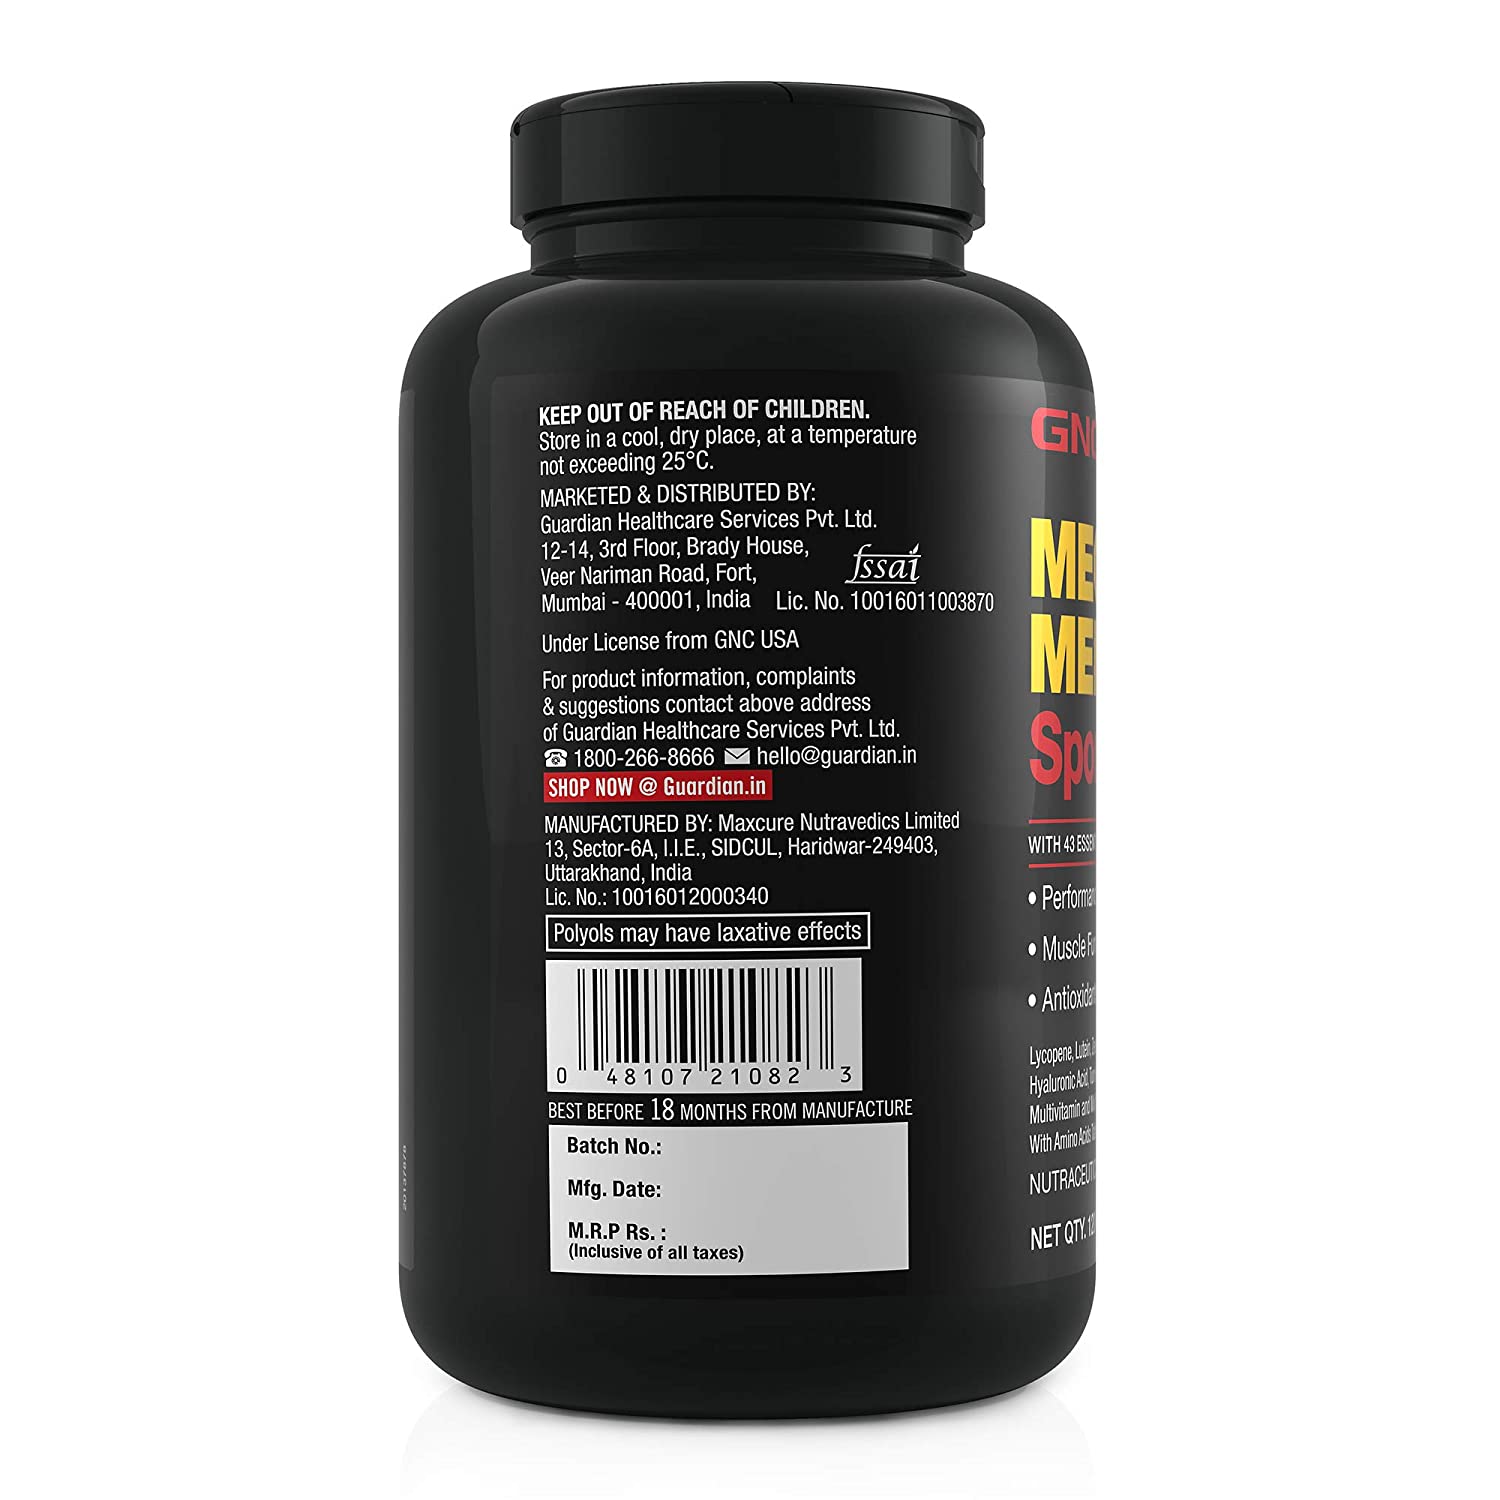 KEEP OUT OF REACH OF CHILDREN.
Store in a cool, dry place, at a temperature
not exceeding 25°C.
MARKETED & DISTRIBUTED BY:
Guardian Healthcare Services Pvt. Ltd.
12-14, 3rd Floor, Brady House,
Veer Nariman Road, Fort,
Mumbai - 400001, India
fssai
Lic. No. 10016011003870
Under License from GNC USA
For product information, complaints
& suggestions contact above address
of Guardian Healthcare Services Pvt. Ltd.
1800-266-8666 hello@guardian.in
SHOP NOW @ Guardian.in
MANUFACTURED BY: Maxcure Nutravedics Limited
13, Sector-6A, I.I.E., SIDCUL, Haridwar-249403,
Uttarakhand, India
Lic. No.: 10016012000340
Polyols may have laxative effects
0 48107 21082 3
BEST BEFORE 18 MONTHS FROM MANUFACTURE
Batch No.:
Mfg. Date:
M.R.P Rs. :
(Inclusive of all taxes)
GNC
Muscle
Lycopene, Lutein,
Hyaluronic Acid,
Multivitamin and
With Amino Acids
NET QTY.
WITH 43